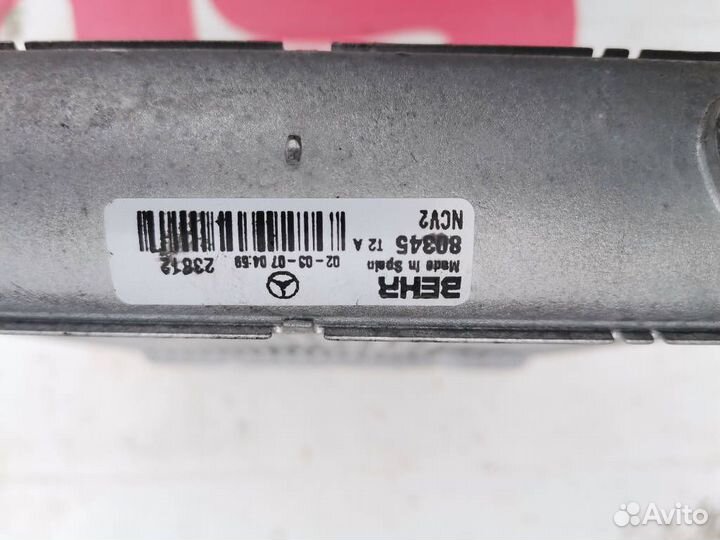 BEHR
Made In Spain
80345 T2 A
NCV2
02-03-07 04:59
23812
Avito